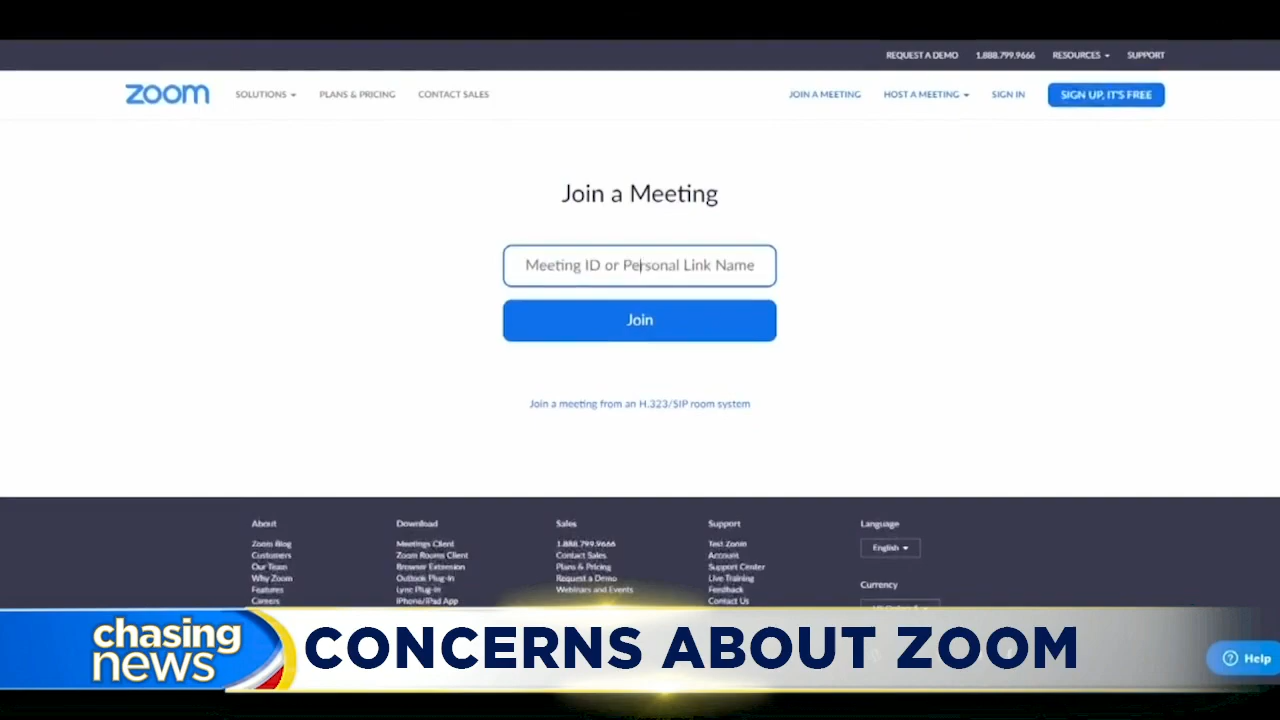 REQUEST A DEMO 1.888.799.9666 RESOURCES SUPPORT
zoom SOLUTIONS PLANS & PRICING CONTACT SALES JOIN A MEETING HOST A MEETING SIGN IN SIGN UP, IT'S FREE
Join a Meeting
Meeting ID or Personal Link Name
Join
Join a meeting from an H.323/SIP room system
About Download Sales Support Language
Zoom Blog Meetings Client 1.888.799.9666 Test Zoom English
Customers Zoom Rooms Client Contact Sales Account
Our Team Browser Extension Plans & Pricing Support Center
Why Zoom Outlook Plug-in Request a Demo Live Training Currency
Features Lync Plug-in Webinars and Events Feedback
Careers iPhone/iPad App Contact Us
chasing
news
CONCERNS ABOUT ZOOM
Help